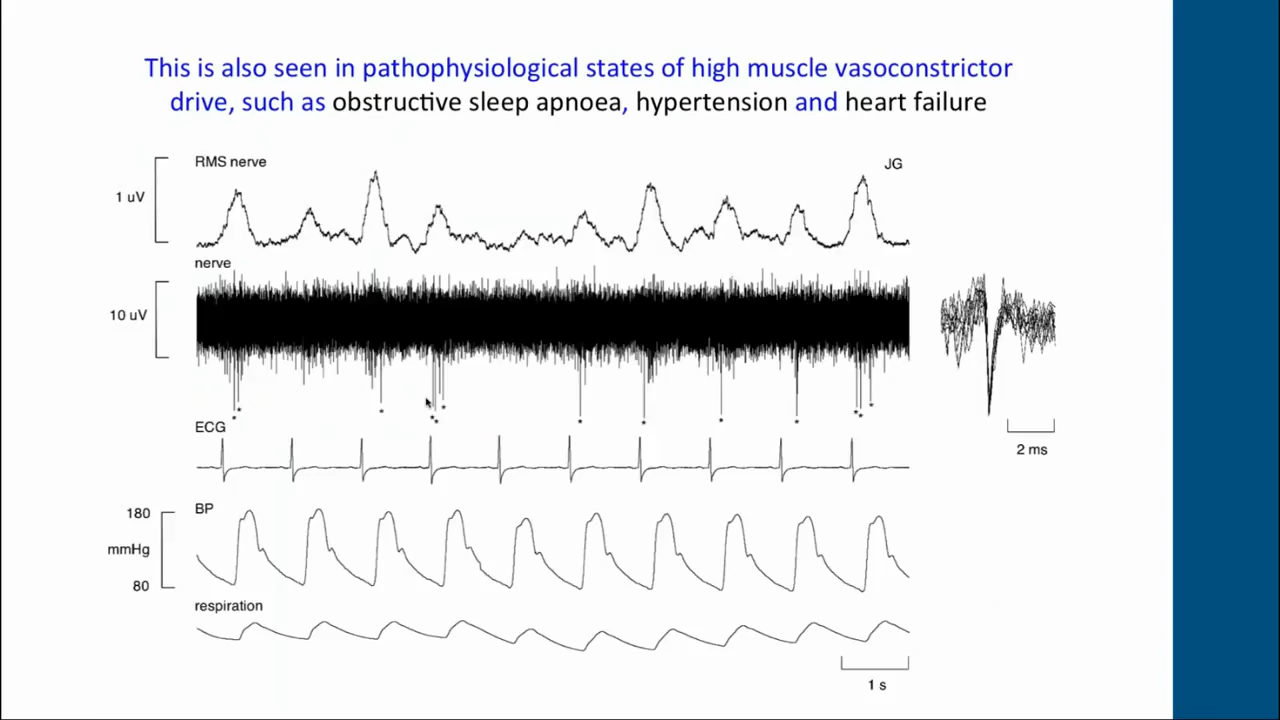 This is also seen in pathophysiological states of high muscle vasoconstrictor
drive, such as obstructive sleep apnoea, hypertension and heart failure
RMS nerve
JG
1 uV
nerve
10 uV
ECG
2 ms
BP
180
mmHg
80
respiration
1 s